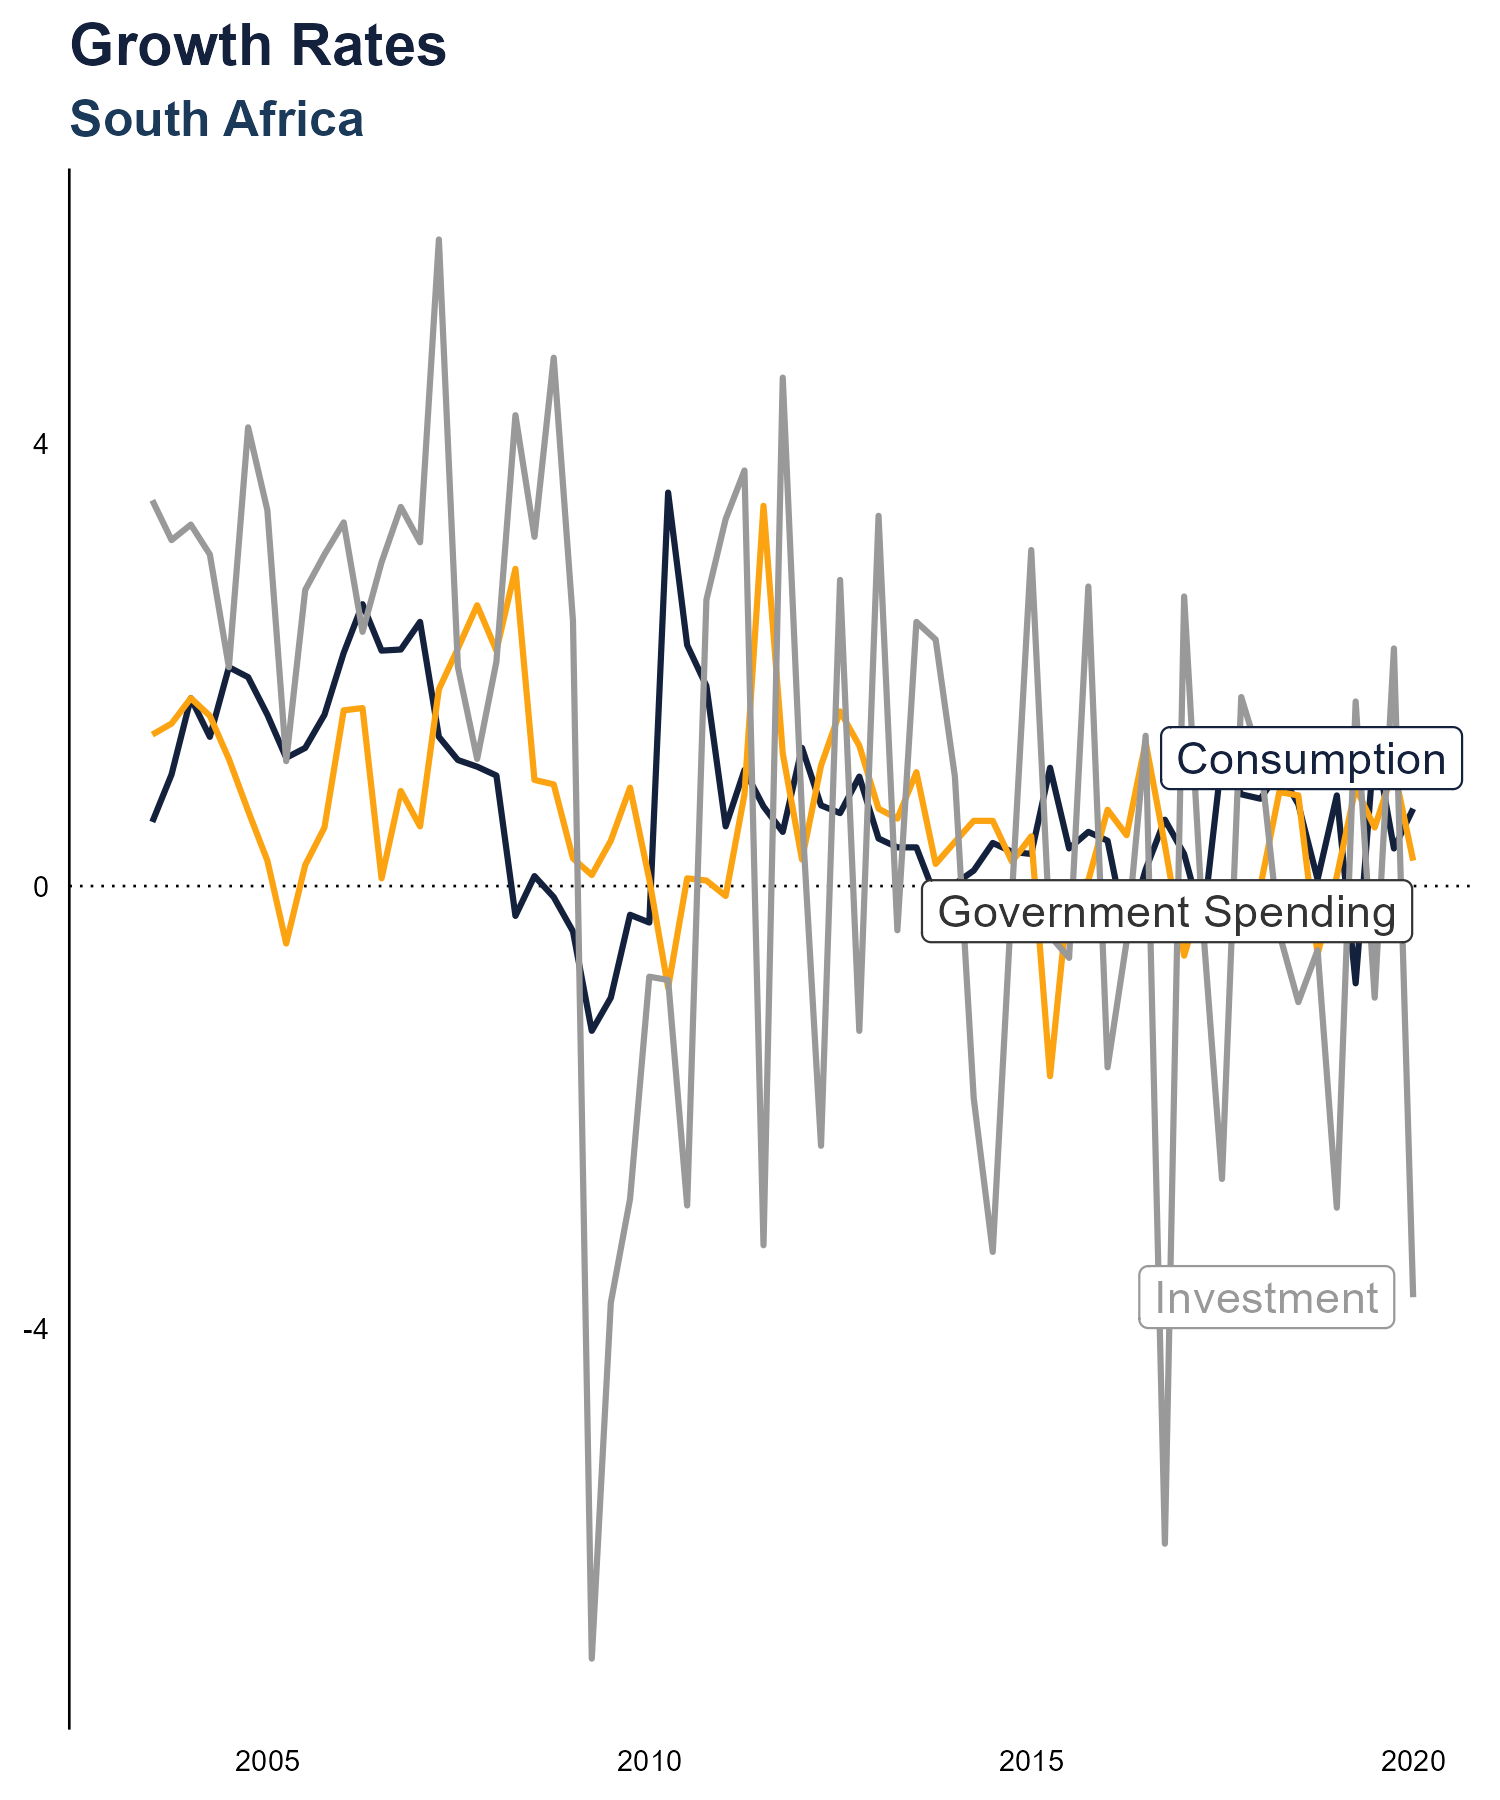 Growth Rates
South Africa
4
Consumption
0
Government Spending
Investment
-4
2005 2010 2015 2020